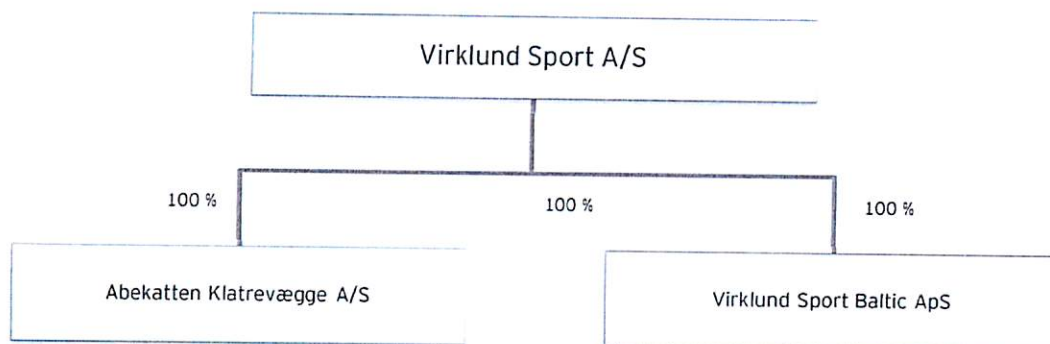 Virklund Sport A/S
100 %
100 %
100 %
Abekatten Klatrevægge A/S
Virklund Sport Baltic ApS